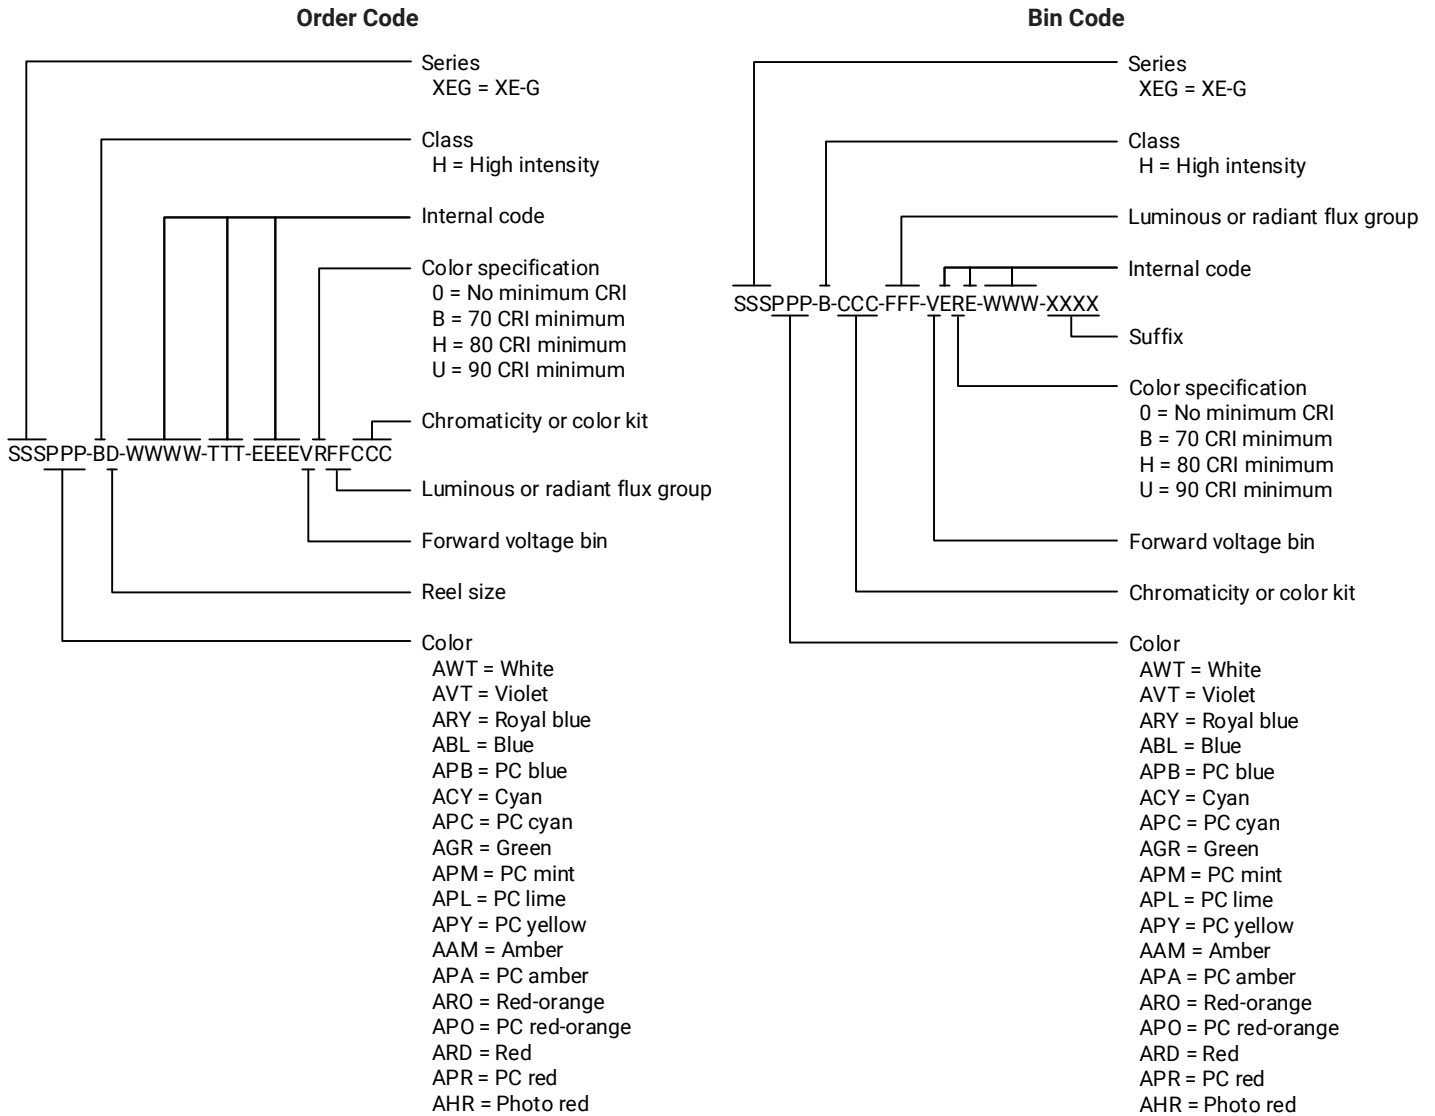 Order Code
Series
XEG = XE-G
Class
H = High intensity
Internal code
Color specification
0 = No minimum CRI
B = 70 CRI minimum
H = 80 CRI minimum
U = 90 CRI minimum
Chromaticity or color kit
SSSPPP-BD-WWWW-TTT-EEEEVRFFCCC
Luminous or radiant flux group
Forward voltage bin
Reel size
Color
AWT = White
AVT = Violet
ARY = Royal blue
ABL = Blue
APB = PC blue
ACY = Cyan
APC = PC cyan
AGR = Green
APM = PC mint
APL = PC lime
APY = PC yellow
AAM = Amber
APA = PC amber
ARO = Red-orange
APO = PC red-orange
ARD = Red
APR = PC red
AHR = Photo red
Bin Code
Series
XEG = XE-G
Class
H = High intensity
Luminous or radiant flux group
Internal code
SSSPPP-B-CCC-FFF-VERE-WWW-XXXX
Suffix
Color specification
0 = No minimum CRI
B = 70 CRI minimum
H = 80 CRI minimum
U = 90 CRI minimum
Forward voltage bin
Chromaticity or color kit
Color
AWT = White
AVT = Violet
ARY = Royal blue
ABL = Blue
APB = PC blue
ACY = Cyan
APC = PC cyan
AGR = Green
APM = PC mint
APL = PC lime
APY = PC yellow
AAM = Amber
APA = PC amber
ARO = Red-orange
APO = PC red-orange
ARD = Red
APR = PC red
AHR = Photo red